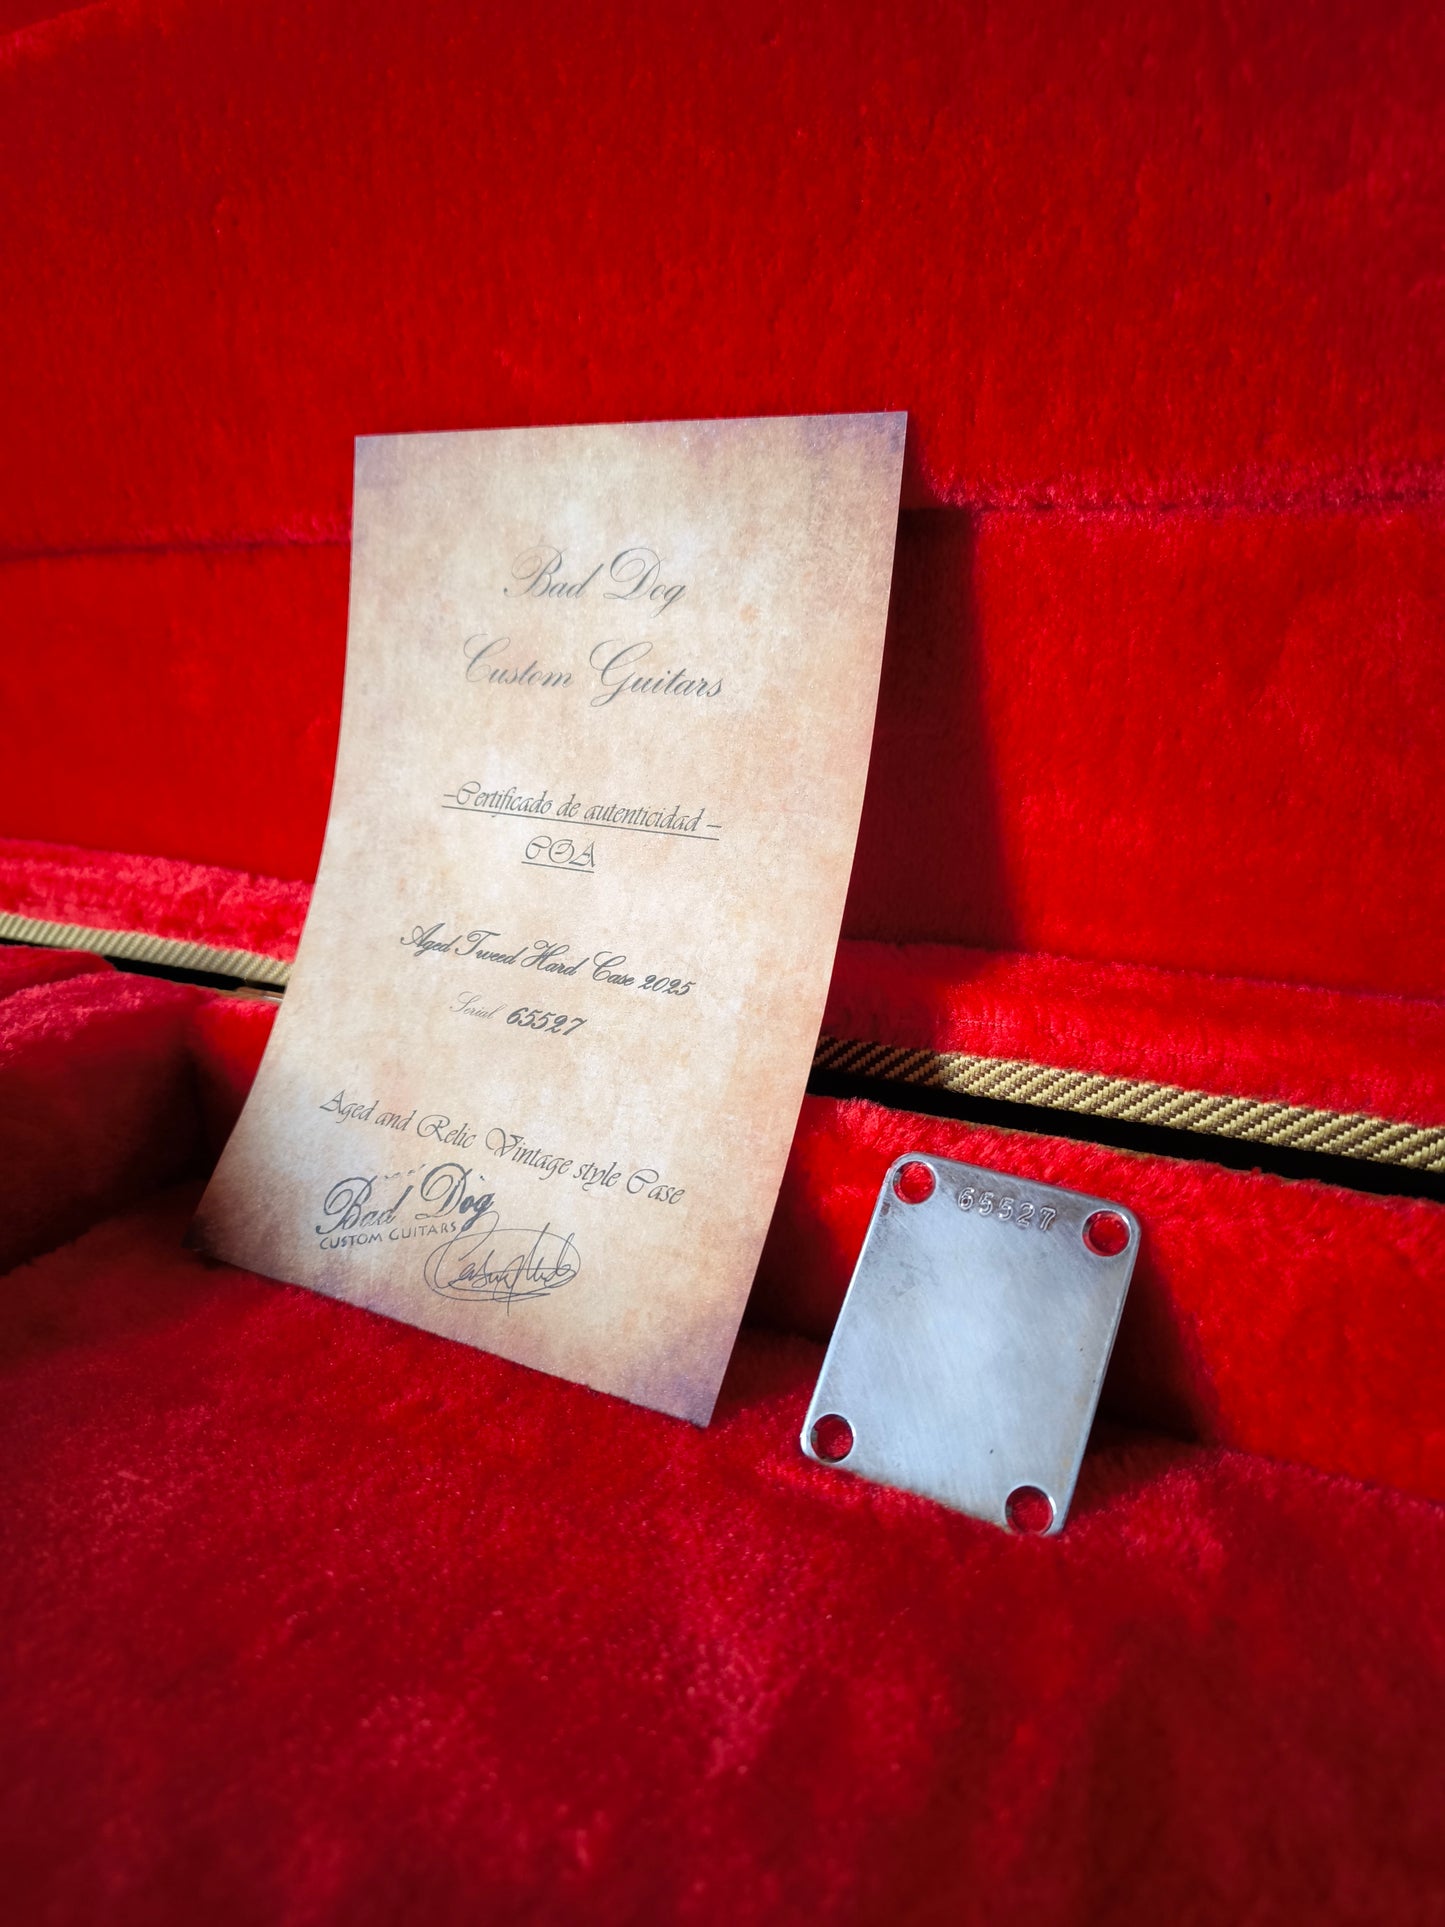 Bad Dog
Custom Guitars
–Certificado de autenticidad –
COA
Aged Tweed Hard Case 2025
Serial 65527
Aged and Relic Vintage style Case
Bad Dog
CUSTOM GUITARS
65527